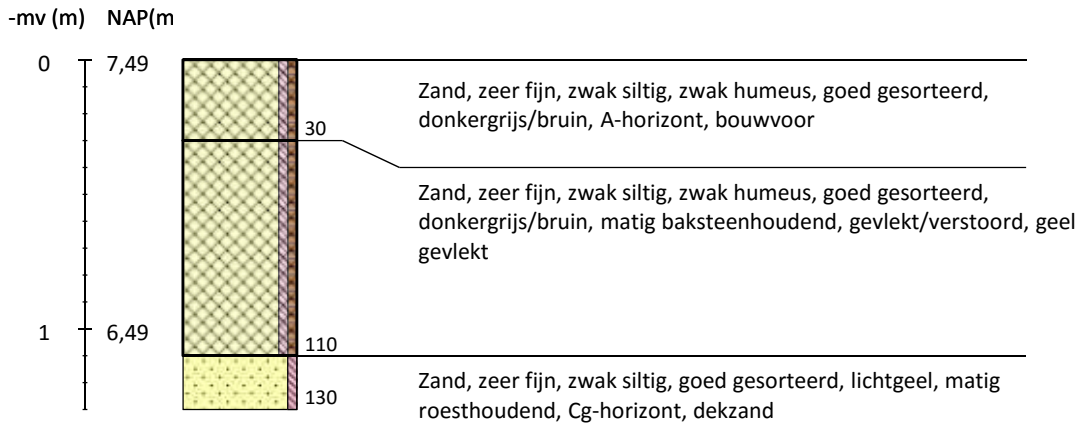 -mv (m) NAP(m
0 7,49
Zand, zeer fijn, zwak siltig, zwak humeus, goed gesorteerd,
donkergrijs/bruin, A-horizont, bouwvoor
30
Zand, zeer fijn, zwak siltig, zwak humeus, goed gesorteerd,
donkergrijs/bruin, matig baksteenhoudend, gevlekt/verstoord, geel
gevlekt
1 6,49
110
Zand, zeer fijn, zwak siltig, goed gesorteerd, lichtgeel, matig
roesthoudend, Cg-horizont, dekzand
130